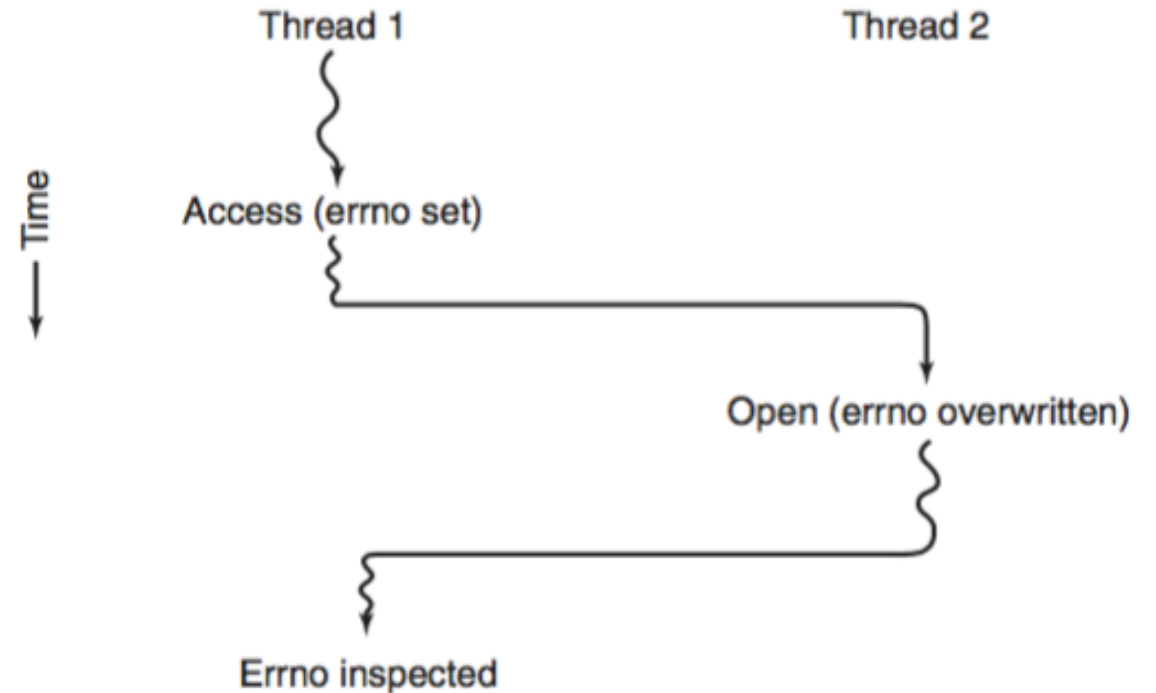 Thread 1
Thread 2
Time
Access (errno set)
Open (errno overwritten)
Errno inspected